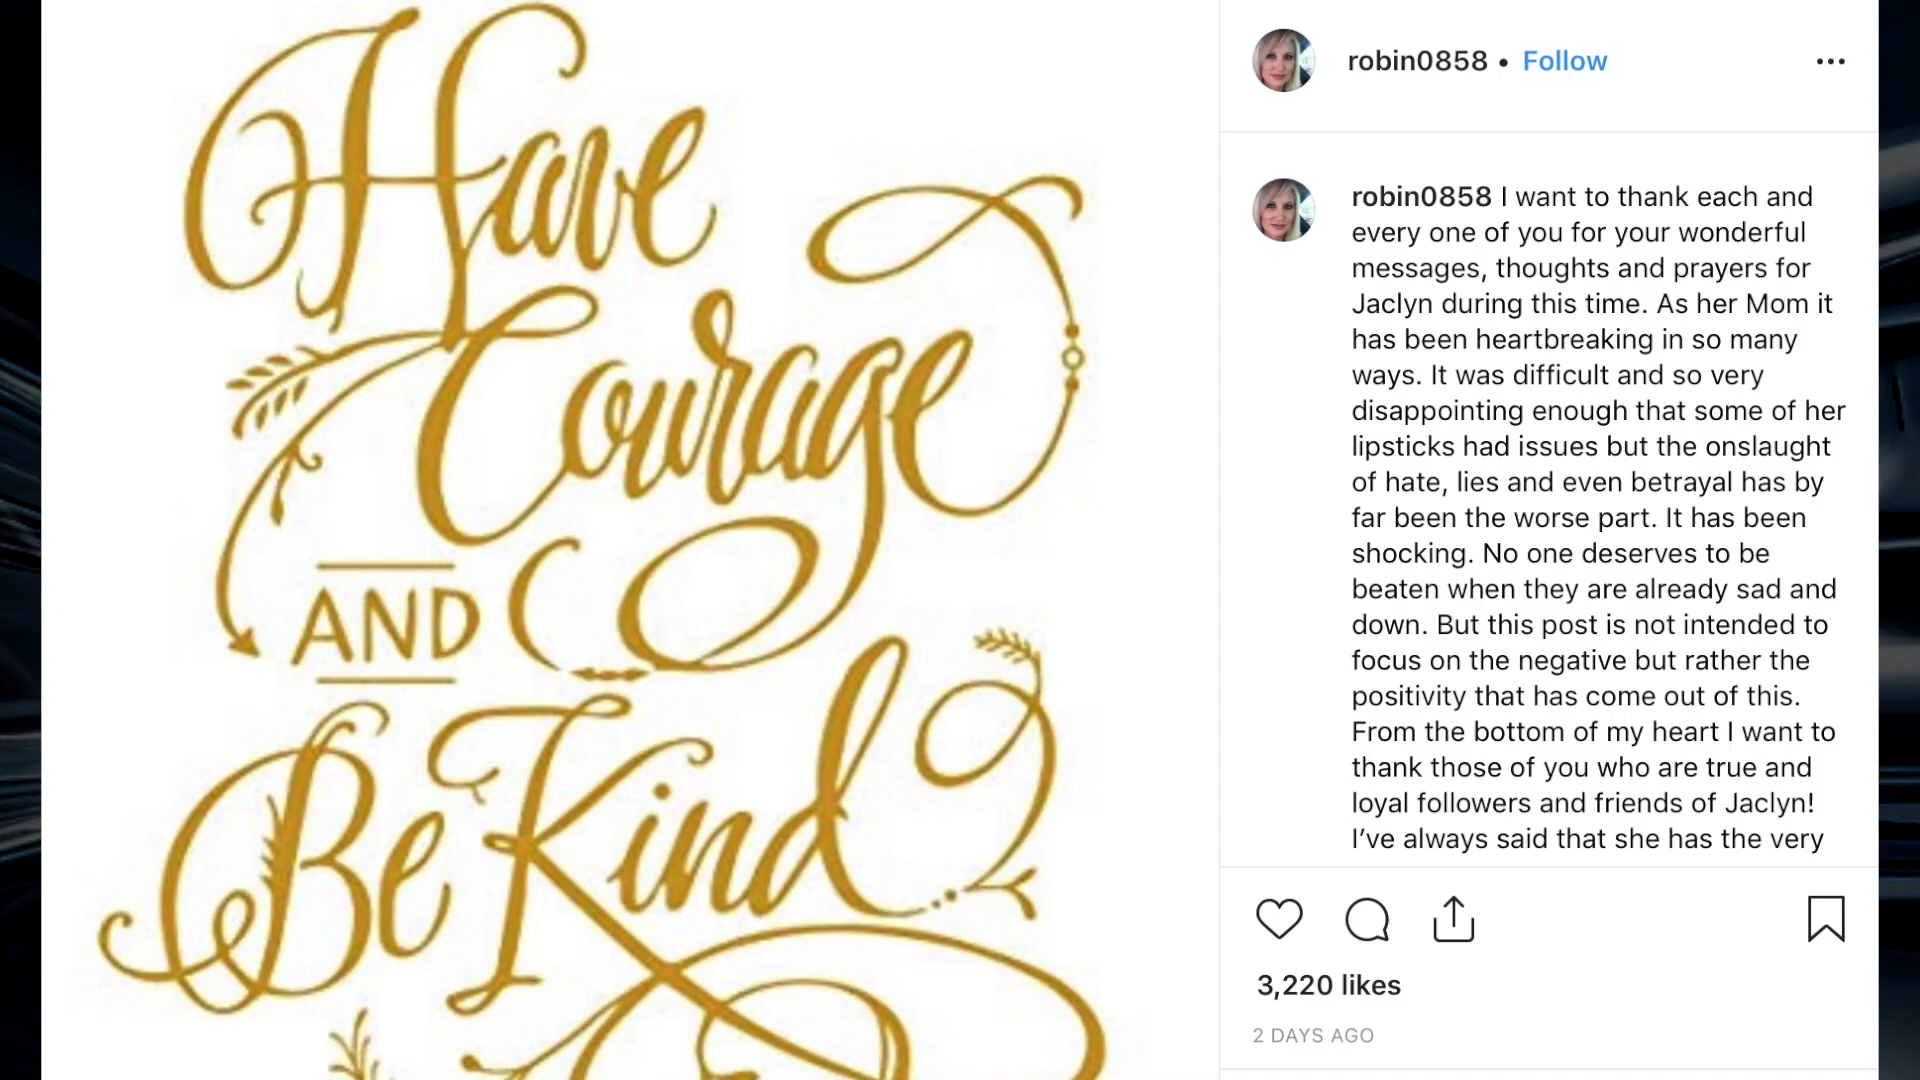 Have
Courage
AND
Be Kind
robin0858 • Follow
robin0858 I want to thank each and
every one of you for your wonderful
messages, thoughts and prayers for
Jaclyn during this time. As her Mom it
has been heartbreaking in so many
ways. It was difficult and so very
disappointing enough that some of her
lipsticks had issues but the onslaught
of hate, lies and even betrayal has by
far been the worse part. It has been
shocking. No one deserves to be
beaten when they are already sad and
down. But this post is not intended to
focus on the negative but rather the
positivity that has come out of this.
From the bottom of my heart I want to
thank those of you who are true and
loyal followers and friends of Jaclyn!
I’ve always said that she has the very
3,220 likes
2 DAYS AGO